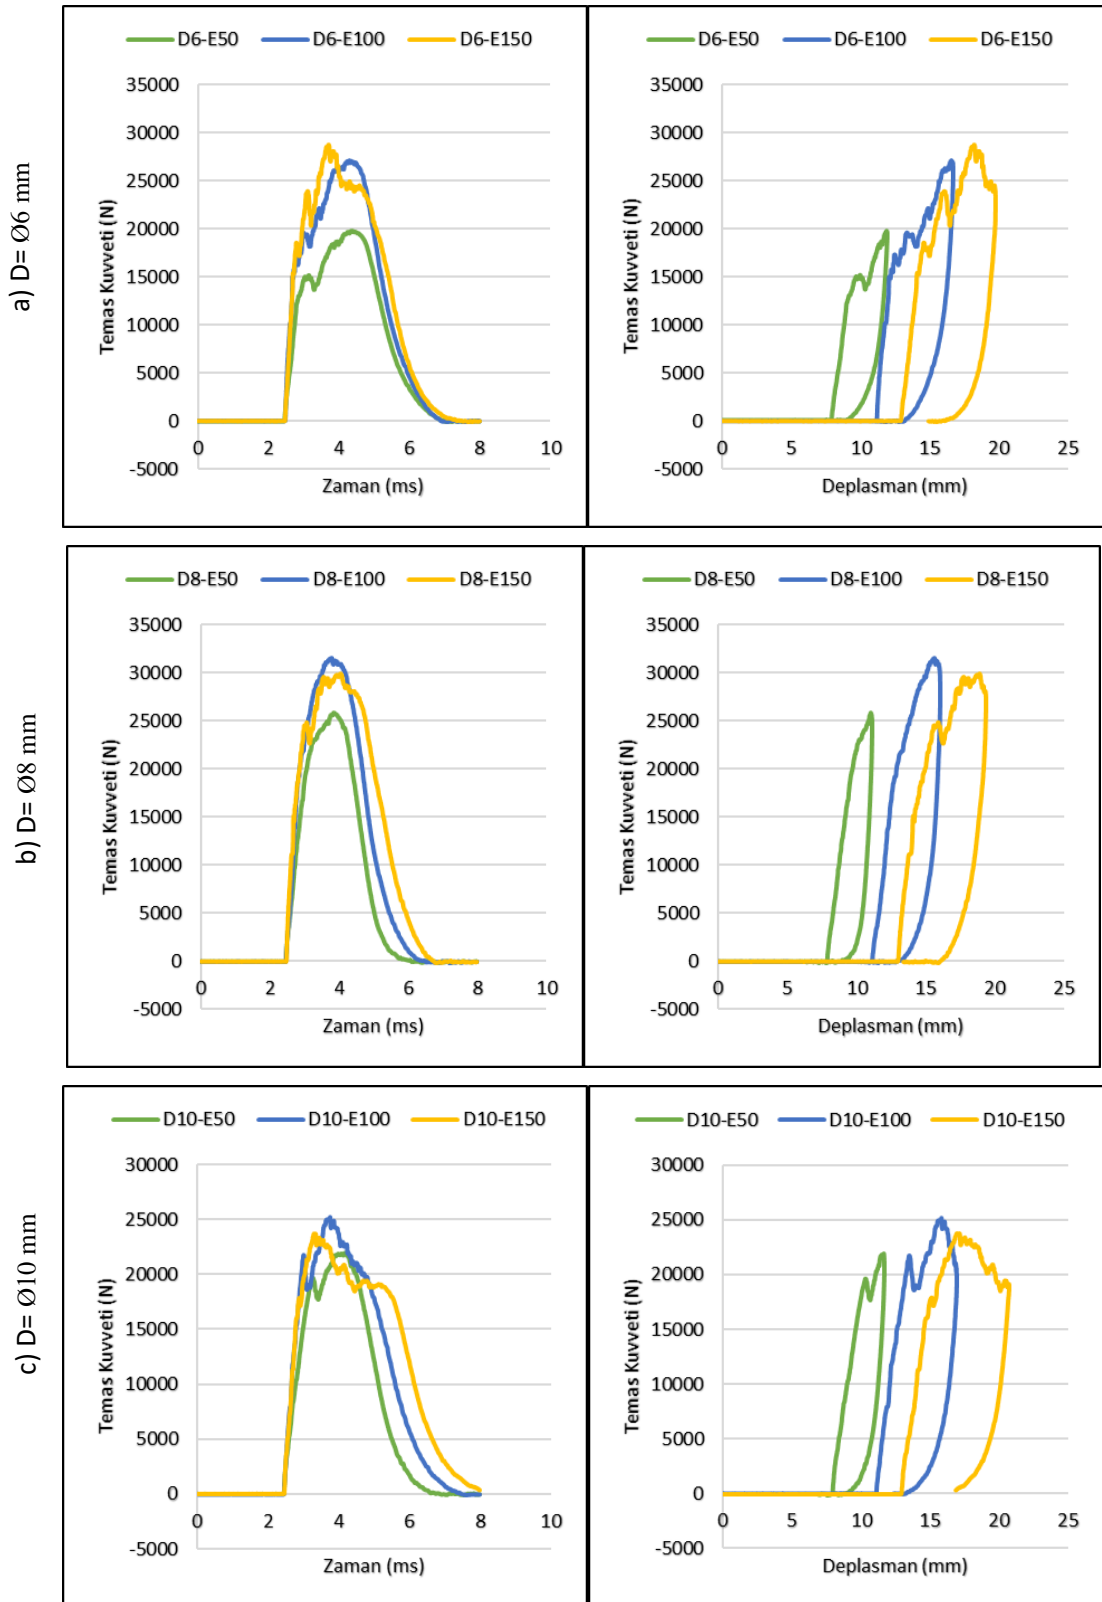 a) D= Ø6 mm
D6-E50 D6-E100 D6-E150
35000
30000
25000
20000
15000
10000
5000
0
-5000
Temas Kuvveti (N)
0 2 4 6 8 10
Zaman (ms)
D6-E50 D6-E100 D6-E150
35000
30000
25000
20000
15000
10000
5000
0
-5000
Temas Kuvveti (N)
0 5 10 15 20 25
Deplasman (mm)
b) D= Ø8 mm
D8-E50 D8-E100 D8-E150
35000
30000
25000
20000
15000
10000
5000
0
-5000
Temas Kuvveti (N)
0 2 4 6 8 10
Zaman (ms)
D8-E50 D8-E100 D8-E150
35000
30000
25000
20000
15000
10000
5000
0
-5000
Temas Kuvveti (N)
0 5 10 15 20 25
Deplasman (mm)
c) D= Ø10 mm
D10-E50 D10-E100 D10-E150
30000
25000
20000
15000
10000
5000
0
-5000
Temas Kuvveti (N)
0 2 4 6 8 10
Zaman (ms)
D10-E50 D10-E100 D10-E150
30000
25000
20000
15000
10000
5000
0
-5000
Temas Kuvveti (N)
0 5 10 15 20 25
Deplasman (mm)